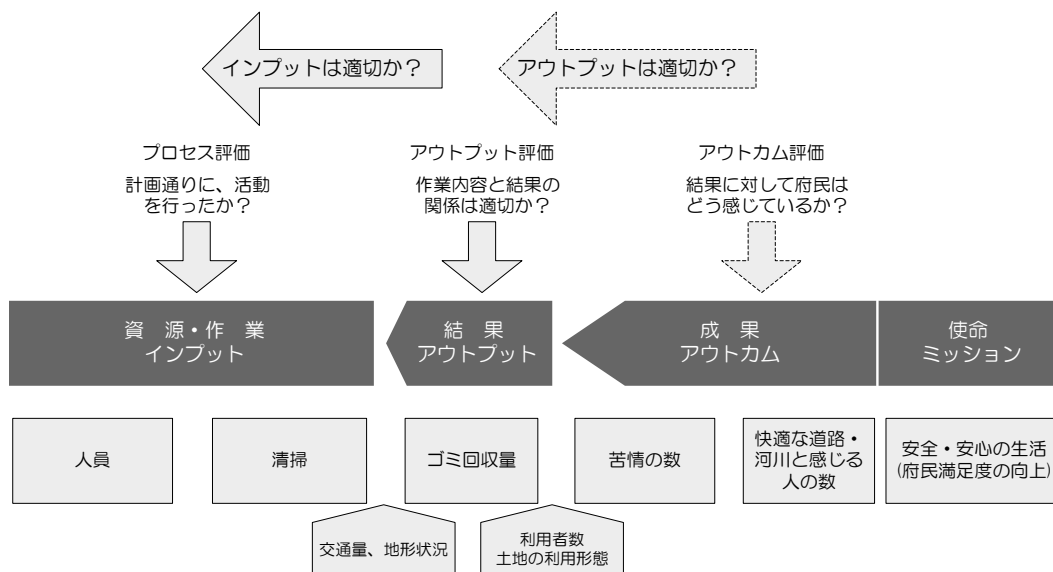 インプットは適切か？
アウトプットは適切か？
プロセス評価
計画通りに、活動
を行ったか？
アウトプット評価
作業内容と結果の
関係は適切か？
アウトカム評価
結果に対して府民は
どう感じているか？
資　源・作　業
インプット
結　果
アウトプット
成　果
アウトカム
使命
ミッション
人員
清掃
ゴミ回収量
苦情の数
快適な道路・
河川と感じる
人の数
安全・安心の生活
(府民満足度の向上)
交通量、地形状況
利用者数
土地の利用形態